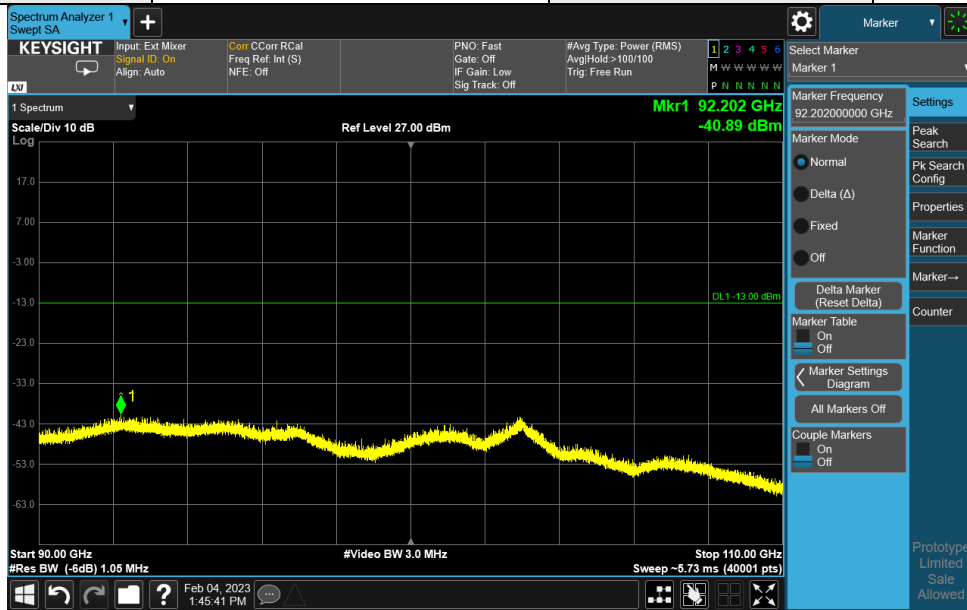 Spectrum Analyzer 1
Swept SA
Marker
KEYSIGHT
LXI
Input: Ext Mixer
Signal ID: On
Align: Auto
Corr CCorr RCal
Freq Ref: Int (S)
NFE: Off
PNO: Fast
Gate: Off
IF Gain: Low
Sig Track: Off
#Avg Type: Power (RMS)
Avg|Hold:>100/100
Trig: Free Run
1 2 3 4 5 6
M W W W W W
P N N N N N
Select Marker
Marker 1
1 Spectrum
Scale/Div 10 dB
Ref Level 27.00 dBm
Mkr1 92.202 GHz
-40.89 dBm
Log
17.0
7.00
-3.00
-13.0
-23.0
-33.0
-43.0
-53.0
-63.0
DL1 -13.00 dBm
1
Start 90.00 GHz
#Video BW 3.0 MHz
Stop 110.00 GHz
#Res BW (-6dB) 1.05 MHz
Sweep ~5.73 ms (40001 pts)
Marker Frequency
92.202000000 GHz
Marker Mode
Normal
Delta (Δ)
Fixed
Off
Delta Marker
(Reset Delta)
Marker Table
On
Off
Marker Settings
Diagram
All Markers Off
Couple Markers
On
Off
Settings
Peak
Search
Pk Search
Config
Properties
Marker
Function
Marker→
Counter
Prototype
Limited
Sale
Allowed
?
Feb 04, 2023
1:45:41 PM